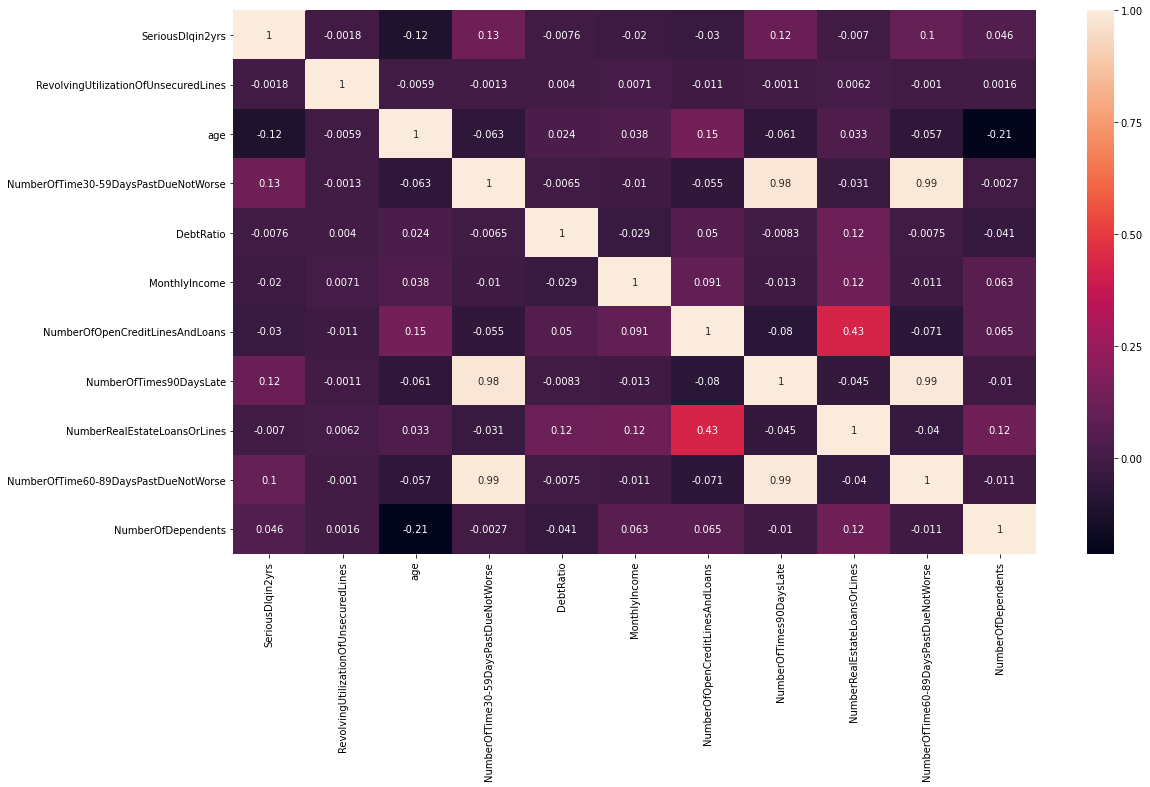 SeriousDlqin2yrs 1 -0.0018 -0.12 0.13 -0.0076 -0.02 -0.03 0.12 -0.007 0.1 0.046
RevolvingUtilizationOfUnsecuredLines -0.0018 1 -0.0059 -0.0013 0.004 0.0071 -0.011 -0.0011 0.0062 -0.001 0.0016
age -0.12 -0.0059 1 -0.063 0.024 0.038 0.15 -0.061 0.033 -0.057 -0.21
NumberOfTime30-59DaysPastDueNotWorse 0.13 -0.0013 -0.063 1 -0.0065 -0.01 -0.055 0.98 -0.031 0.99 -0.0027
DebtRatio -0.0076 0.004 0.024 -0.0065 1 -0.029 0.05 -0.0083 0.12 -0.0075 -0.041
MonthlyIncome -0.02 0.0071 0.038 -0.01 -0.029 1 0.091 -0.013 0.12 -0.011 0.063
NumberOfOpenCreditLinesAndLoans -0.03 -0.011 0.15 -0.055 0.05 0.091 1 -0.08 0.43 -0.071 0.065
NumberOfTimes90DaysLate 0.12 -0.0011 -0.061 0.98 -0.0083 -0.013 -0.08 1 -0.045 0.99 -0.01
NumberRealEstateLoansOrLines -0.007 0.0062 0.033 -0.031 0.12 0.12 0.43 -0.045 1 -0.04 0.12
NumberOfTime60-89DaysPastDueNotWorse 0.1 -0.001 -0.057 0.99 -0.0075 -0.011 -0.071 0.99 -0.04 1 -0.011
NumberOfDependents 0.046 0.0016 -0.21 -0.0027 -0.041 0.063 0.065 -0.01 0.12 -0.011 1
SeriousDlqin2yrs
RevolvingUtilizationOfUnsecuredLines
age
NumberOfTime30-59DaysPastDueNotWorse
DebtRatio
MonthlyIncome
NumberOfOpenCreditLinesAndLoans
NumberOfTimes90DaysLate
NumberRealEstateLoansOrLines
NumberOfTime60-89DaysPastDueNotWorse
NumberOfDependents
1.00
0.75
0.50
0.25
0.00